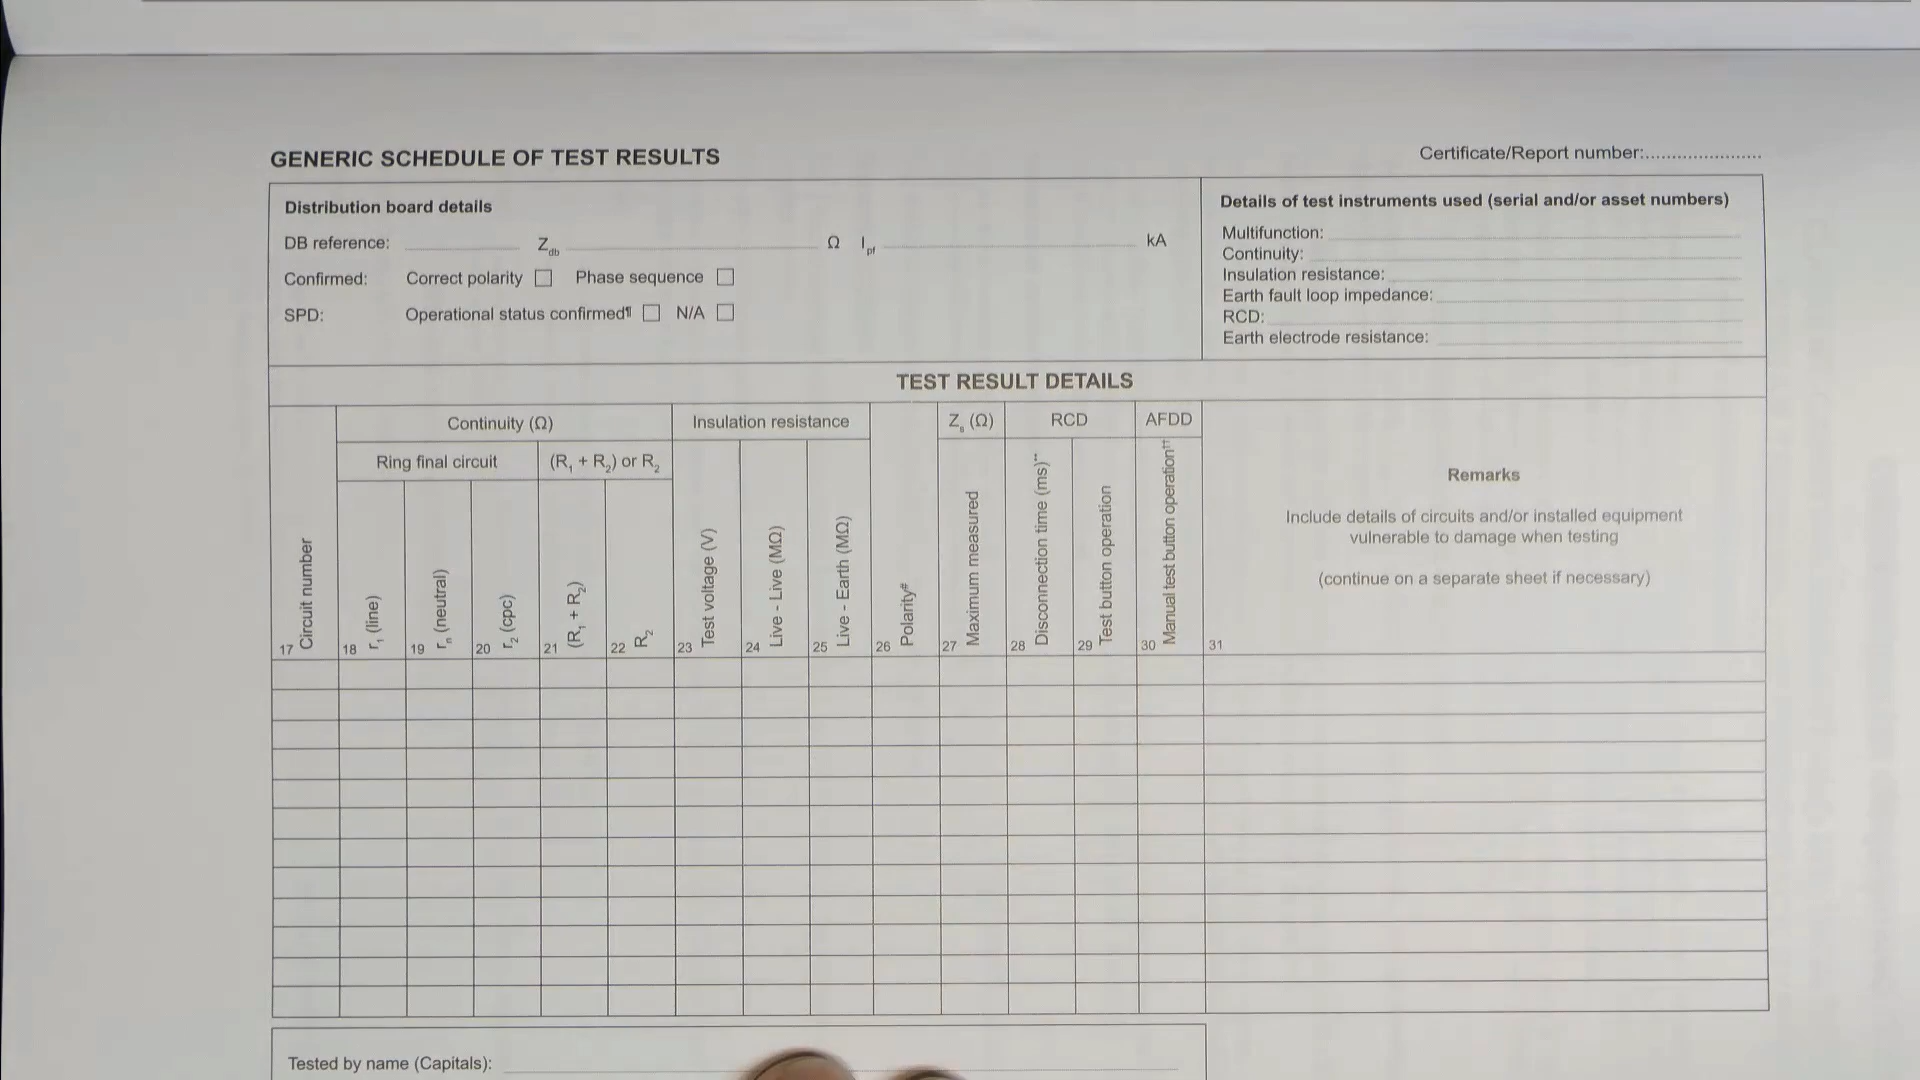 GENERIC SCHEDULE OF TEST RESULTS
Certificate/Report number:......................
Distribution board details
DB reference: Zdb Ω Ipf kA
Confirmed: Correct polarity Phase sequence
SPD: Operational status confirmed¶ N/A
Details of test instruments used (serial and/or asset numbers)
Multifunction:
Continuity:
Insulation resistance:
Earth fault loop impedance:
RCD:
Earth electrode resistance:
TEST RESULT DETAILS
Continuity (Ω)
Insulation resistance
Zs (Ω)
RCD
AFDD
Ring final circuit
(R1 + R2) or R2
17 Circuit number
18 r1 (line)
19 rn (neutral)
20 r2 (cpc)
21 (R1 + R2)
22 R2
23 Test voltage (V)
24 Live - Live (MΩ)
25 Live - Earth (MΩ)
26 Polarity#
27 Maximum measured
28 Disconnection time (ms)**
29 Test button operation
30 Manual test button operation††
31
Remarks
Include details of circuits and/or installed equipment
vulnerable to damage when testing
(continue on a separate sheet if necessary)
Tested by name (Capitals):